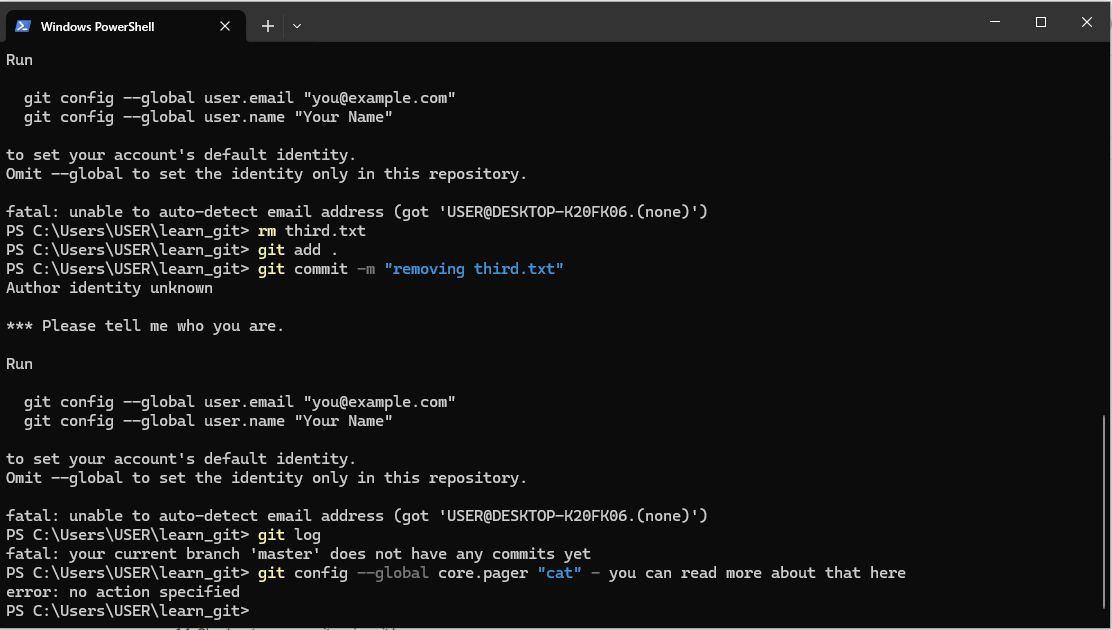 Windows PowerShell
Run
git config --global user.email "you@example.com"
git config --global user.name "Your Name"
to set your account's default identity.
Omit --global to set the identity only in this repository.
fatal: unable to auto-detect email address (got 'USER@DESKTOP-K20FK06.(none)')
PS C:\Users\USER\learn_git> rm third.txt
PS C:\Users\USER\learn_git> git add .
PS C:\Users\USER\learn_git> git commit -m "removing third.txt"
Author identity unknown
*** Please tell me who you are.
Run
git config --global user.email "you@example.com"
git config --global user.name "Your Name"
to set your account's default identity.
Omit --global to set the identity only in this repository.
fatal: unable to auto-detect email address (got 'USER@DESKTOP-K20FK06.(none)')
PS C:\Users\USER\learn_git> git log
fatal: your current branch 'master' does not have any commits yet
PS C:\Users\USER\learn_git> git config --global core.pager "cat" - you can read more about that here
error: no action specified
PS C:\Users\USER\learn_git>